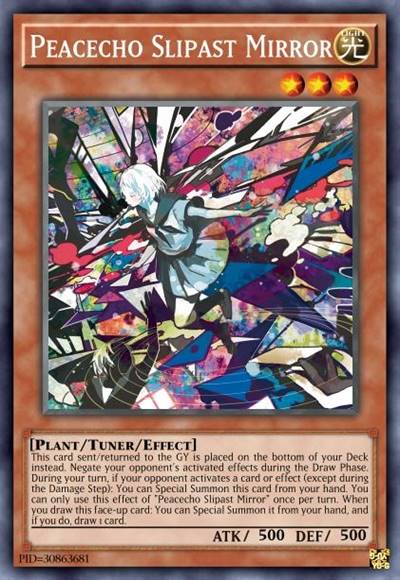 PEACECHO SLIPAST MIRROR
LIGHT
光
[PLANT/TUNER/EFFECT]
This card sent/returned to the GY is placed on the bottom of your Deck
instead. Negate your opponent's activated effects during the Draw Phase.
During your turn, if your opponent activates a card or effect (except during
the Damage Step): You can Special Summon this card from your hand. You
can only use this effect of "Peacecho Slipast Mirror" once per turn. When
you draw this face-up card: You can Special Summon it from your hand, and
if you do, draw 1 card.
ATK/ 500 DEF/ 500
PID=30863681